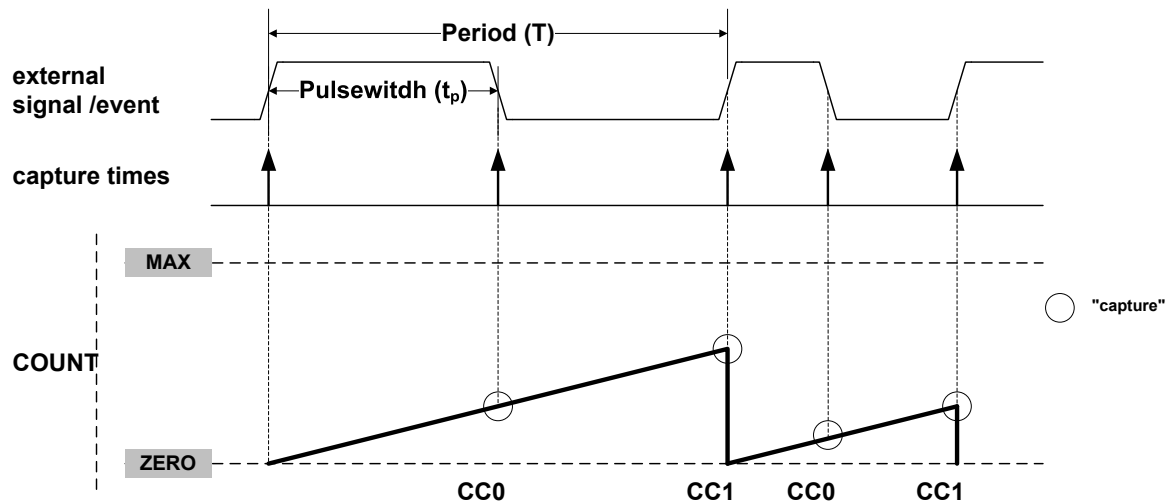 Period (T)
external
signal /event
Pulsewitdh (tp)
capture times
MAX
"capture"
COUNT
ZERO
CC0 CC1 CC0 CC1